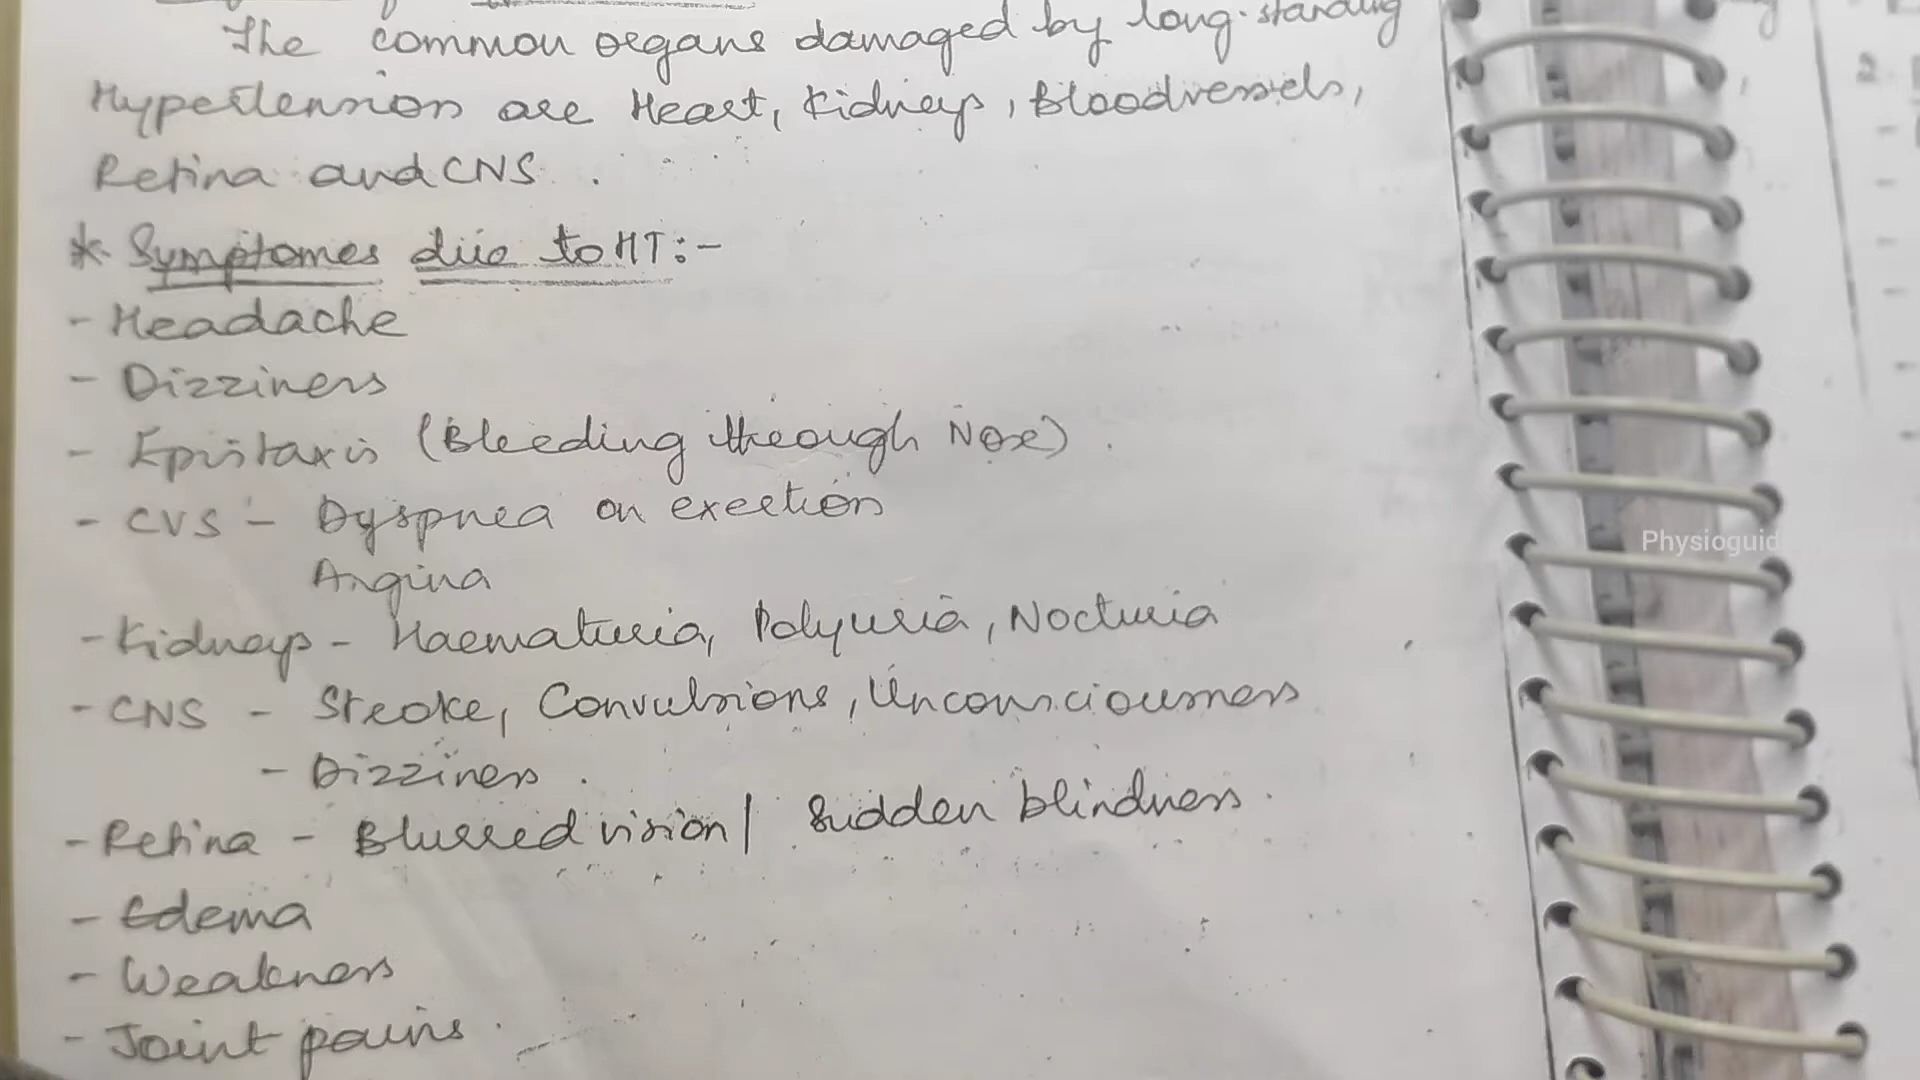 The common organs damaged by long-standing
Hypertension are Heart, Kidneys, Bloodvessels,
Retina and CNS.
* Symptomes due to HT:-
- Headache
- Dizziness
- Epistaxis (Bleeding through Nose).
- CVS - Dyspnea on exertion
Angina
- Kidneys - Haematuria, Polyuria, Nocturia
- CNS - Stroke, Convulsions, Unconsciousness
- Dizziness.
- Retina - Blurred vision/ Sudden blindness.
- Edema
- Weakness
- Joint pains.
Physioguid